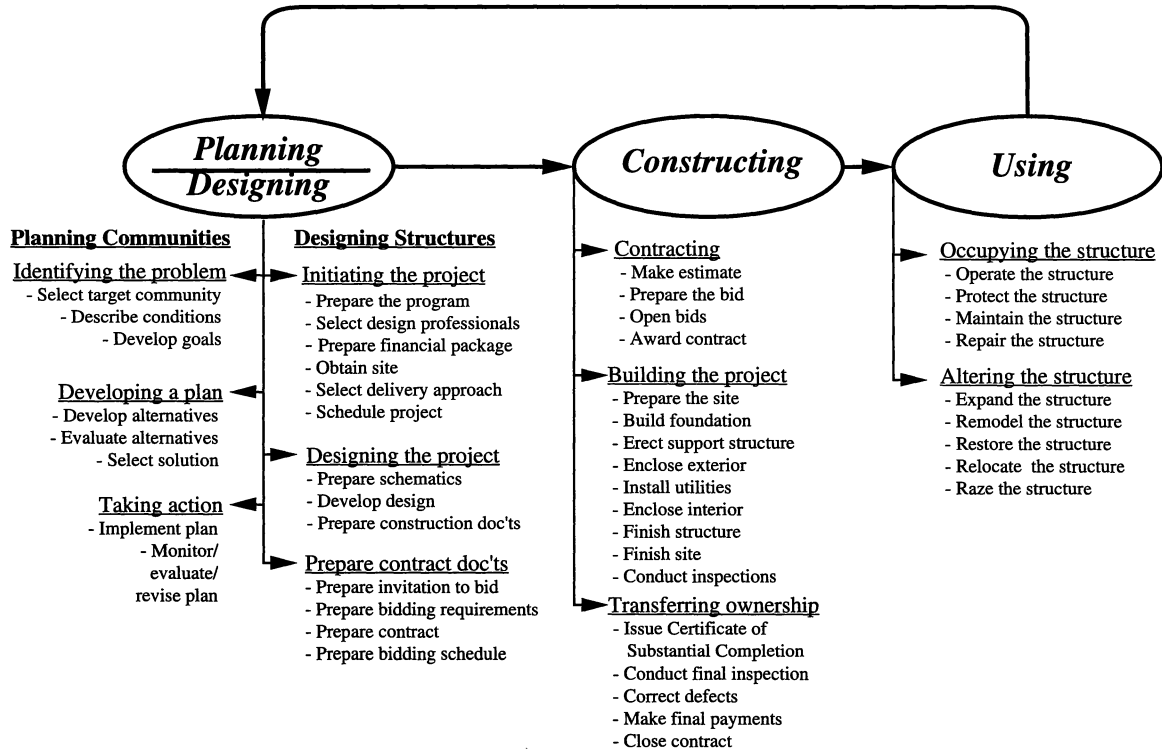 Planning
Designing
Constructing
Using
Planning Communities
Identifying the problem
- Select target community
- Describe conditions
- Develop goals
Developing a plan
- Develop alternatives
- Evaluate alternatives
- Select solution
Taking action
- Implement plan
- Monitor/
evaluate/
revise plan
Designing Structures
Initiating the project
- Prepare the program
- Select design professionals
- Prepare financial package
- Obtain site
- Select delivery approach
- Schedule project
Designing the project
- Prepare schematics
- Develop design
- Prepare construction doc'ts
Prepare contract doc'ts
- Prepare invitation to bid
- Prepare bidding requirements
- Prepare contract
- Prepare bidding schedule
Contracting
- Make estimate
- Prepare the bid
- Open bids
- Award contract
Building the project
- Prepare the site
- Build foundation
- Erect support structure
- Enclose exterior
- Install utilities
- Enclose interior
- Finish structure
- Finish site
- Conduct inspections
Transferring ownership
- Issue Certificate of
Substantial Completion
- Conduct final inspection
- Correct defects
- Make final payments
- Close contract
Occupying the structure
- Operate the structure
- Protect the structure
- Maintain the structure
- Repair the structure
Altering the structure
- Expand the structure
- Remodel the structure
- Restore the structure
- Relocate the structure
- Raze the structure